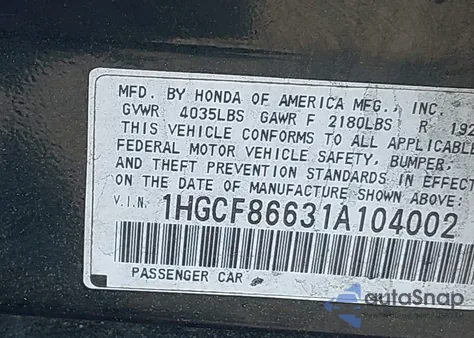 MFD. BY HONDA OF AMERICA MFG., INC.
GVWR 4035LBS GAWR F 2180LBS R 192
THIS VEHICLE CONFORMS TO ALL APPLICABLE
FEDERAL MOTOR VEHICLE SAFETY, BUMPER,
AND THEFT PREVENTION STANDARDS IN EFFECT
ON THE DATE OF MANUFACTURE SHOWN ABOVE:
V.I.N. 1HGCF86631A104002
PASSENGER CAR
autoSnap